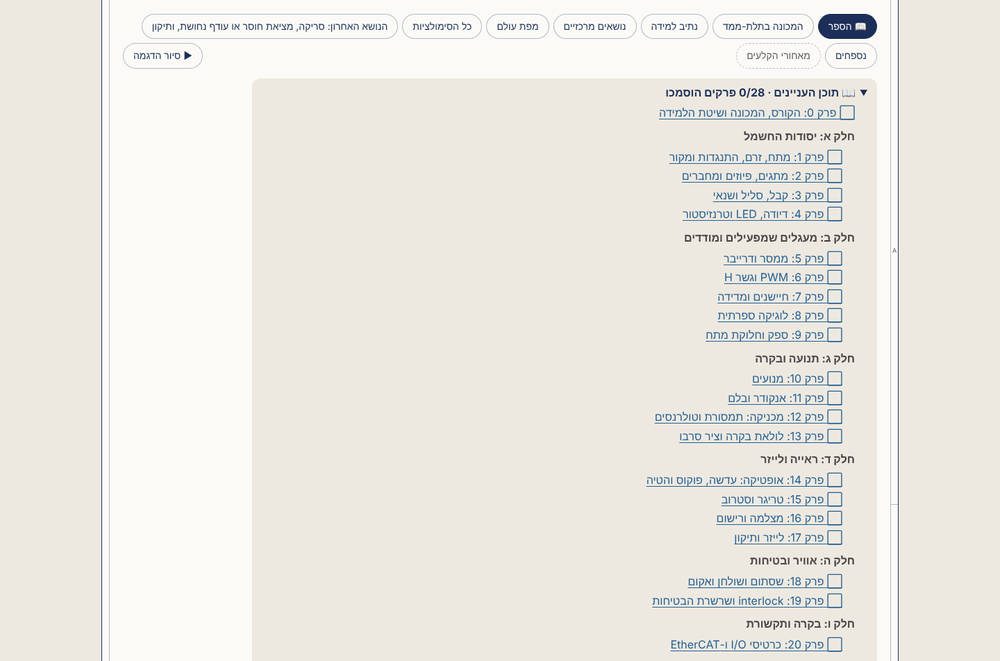 📖 הספר
המכונה בתלת-ממד
נתיב למידה
נושאים מרכזיים
מפת עולם
כל הסימולציות
הנושא האחרון: סריקה, מציאת חוסר או עודף נחושת, ותיקון
נספחים
מאחורי הקלעים
▶ סיור הדגמה
▼ 📖 תוכן העניינים · 0/28 פרקים הוסמכו
פרק 0: הקורס, המכונה ושיטת הלמידה
חלק א: יסודות החשמל
פרק 1: מתח, זרם, התנגדות ומקור
פרק 2: מתגים, פיוזים ומחברים
פרק 3: קבל, סליל ושנאי
פרק 4: דיודה, LED וטרנזיסטור
חלק ב: מעגלים שמפעילים ומודדים
פרק 5: ממסר ודרייבר
פרק 6: PWM וגשר H
פרק 7: חיישנים ומדידה
פרק 8: לוגיקה ספרתית
פרק 9: ספק וחלוקת מתח
חלק ג: תנועה ובקרה
פרק 10: מנועים
פרק 11: אנקודר ובלם
פרק 12: מכניקה: תמסורת וטולרנסים
פרק 13: לולאת בקרה וציר סרבו
חלק ד: ראייה ולייזר
פרק 14: אופטיקה: עדשה, פוקוס והטיה
פרק 15: טריגר וסטרוב
פרק 16: מצלמה ורישום
פרק 17: לייזר ותיקון
חלק ה: אוויר ובטיחות
פרק 18: שסתום ושולחן ואקום
פרק 19: interlock ושרשרת הבטיחות
חלק ו: בקרה ותקשורת
פרק 20: כרטיסי I/O ו-EtherCAT
A